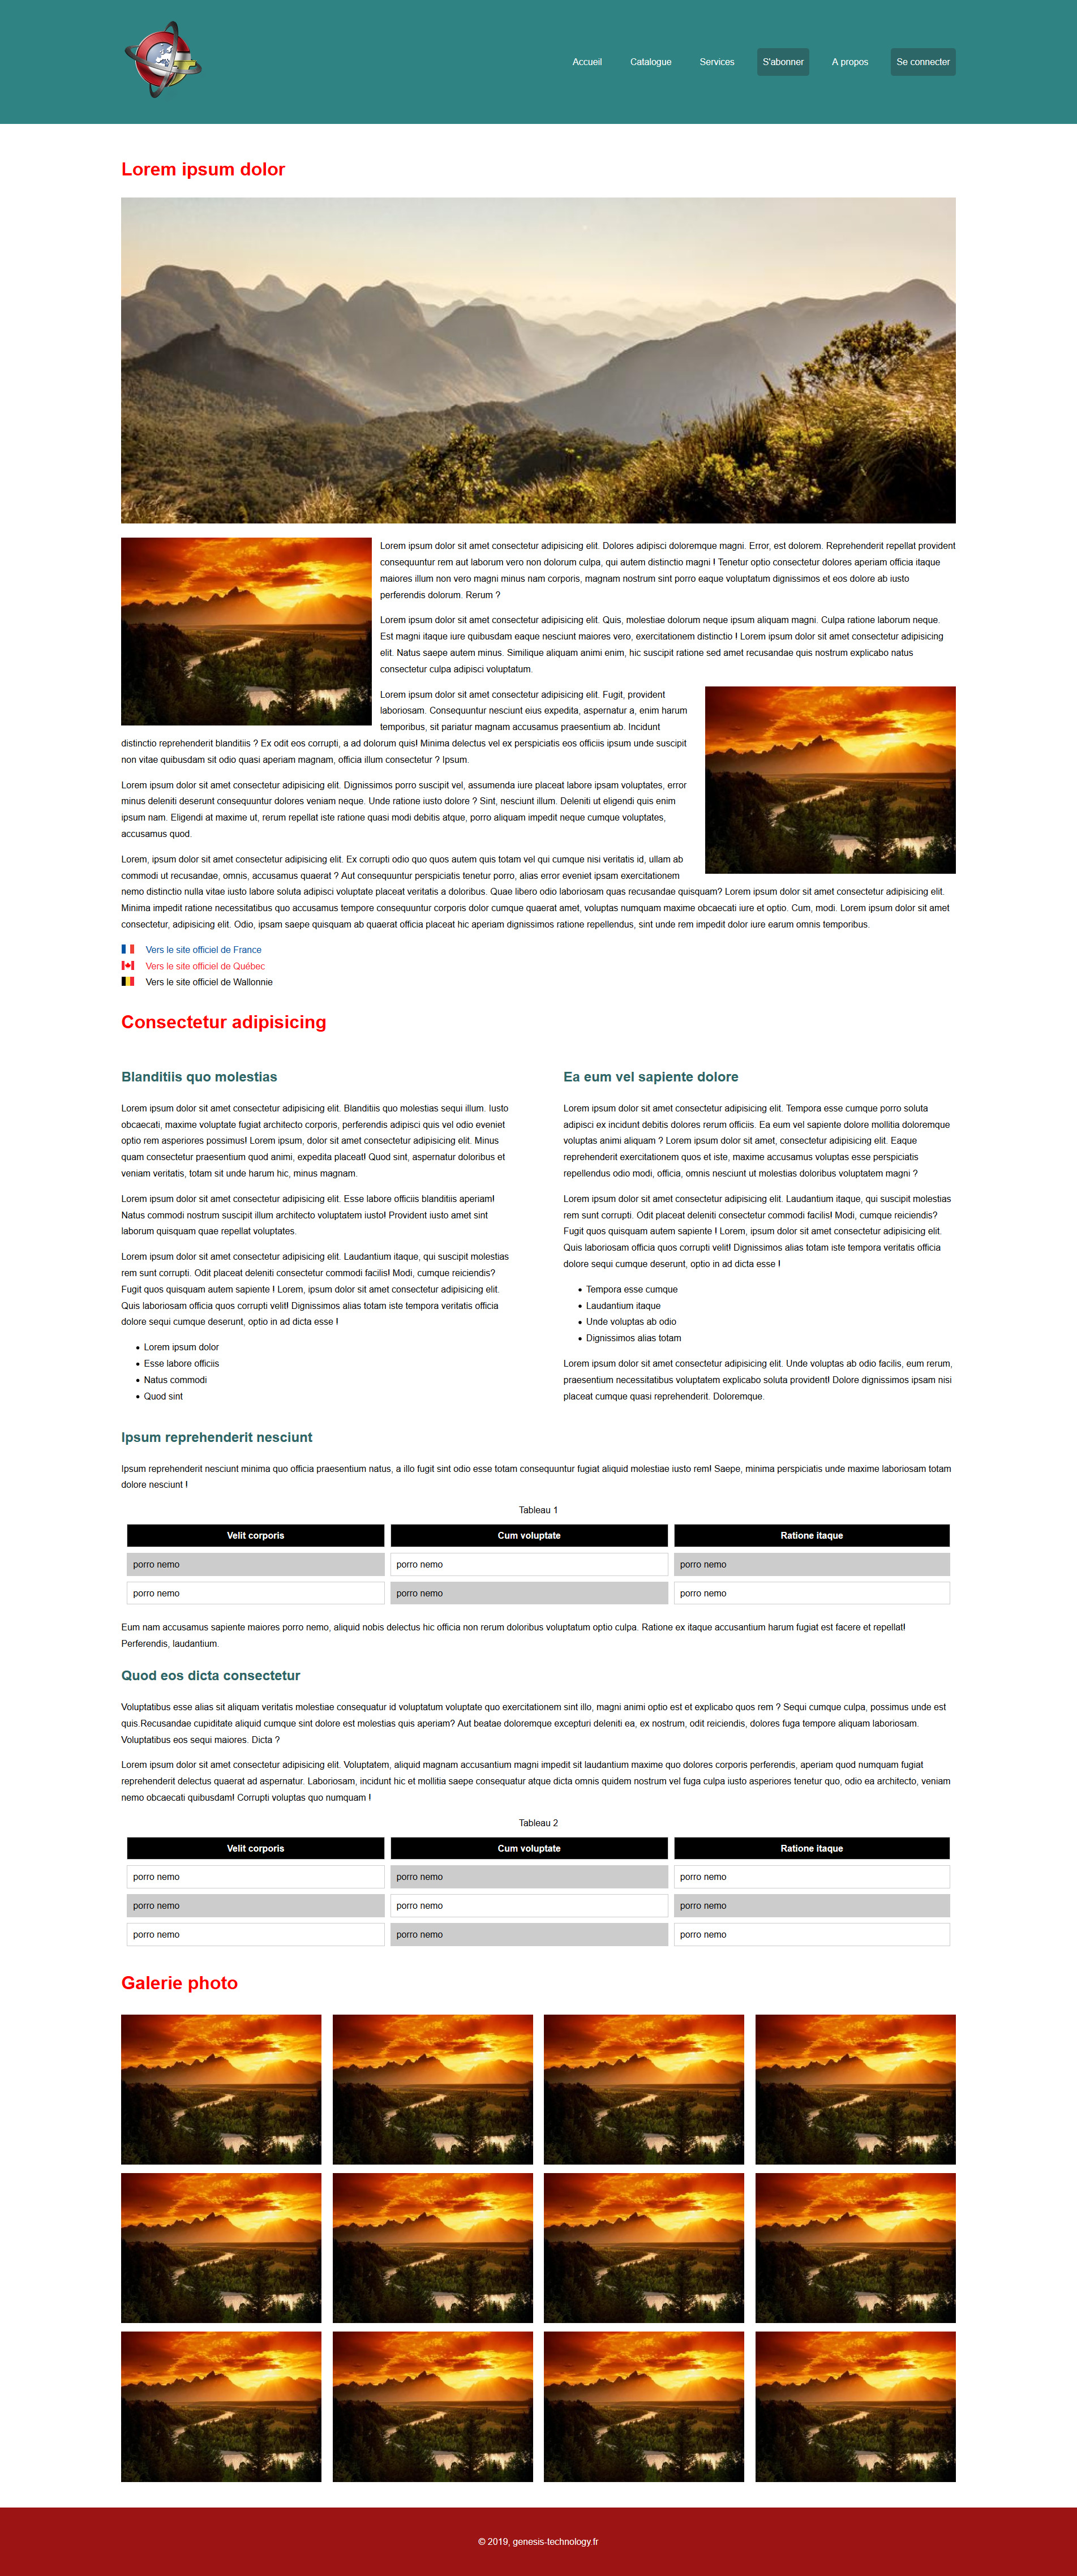 Accueil
Catalogue
Services
S'abonner
A propos
Se connecter
Lorem ipsum dolor
Lorem ipsum dolor sit amet consectetur adipisicing elit. Dolores adipisci doloremque magni. Error, est dolorem. Reprehenderit repellat provident
consequuntur rem aut laborum vero non dolorum culpa, qui autem distinctio magni ! Tenetur optio consectetur dolores aperiam officia itaque
maiores illum non vero magni minus nam corporis, magnam nostrum sint porro eaque voluptatum dignissimos et eos dolore ab iusto
perferendis dolorum. Rerum ?
Lorem ipsum dolor sit amet consectetur adipisicing elit. Quis, molestiae dolorum neque ipsum aliquam magni. Culpa ratione laborum neque.
Est magni itaque iure quibusdam eaque nesciunt maiores vero, exercitationem distinctio ! Lorem ipsum dolor sit amet consectetur adipisicing
elit. Natus saepe autem minus. Similique aliquam animi enim, hic suscipit ratione sed amet recusandae quis nostrum explicabo natus
consectetur culpa adipisci voluptatum.
Lorem ipsum dolor sit amet consectetur adipisicing elit. Fugit, provident
laboriosam. Consequuntur nesciunt eius expedita, aspernatur a, enim harum
temporibus, sit pariatur magnam accusamus praesentium ab. Incidunt
distinctio reprehenderit blanditiis ? Ex odit eos corrupti, a ad dolorum quis! Minima delectus vel ex perspiciatis eos officiis ipsum unde suscipit
non vitae quibusdam sit odio quasi aperiam magnam, officia illum consectetur ? Ipsum.
Lorem ipsum dolor sit amet consectetur adipisicing elit. Dignissimos porro suscipit vel, assumenda iure placeat labore ipsam voluptates, error
minus deleniti deserunt consequuntur dolores veniam neque. Unde ratione iusto dolore ? Sint, nesciunt illum. Deleniti ut eligendi quis enim
ipsum nam. Eligendi at maxime ut, rerum repellat iste ratione quasi modi debitis atque, porro aliquam impedit neque cumque voluptates,
accusamus quod.
Lorem, ipsum dolor sit amet consectetur adipisicing elit. Ex corrupti odio quo quos autem quis totam vel qui cumque nisi veritatis id, ullam ab
commodi ut recusandae, omnis, accusamus quaerat ? Aut consequuntur perspiciatis tenetur porro, alias error eveniet ipsam exercitationem
nemo distinctio nulla vitae iusto labore soluta adipisci voluptate placeat veritatis a doloribus. Quae libero odio laboriosam quas recusandae quisquam? Lorem ipsum dolor sit amet consectetur adipisicing elit.
Minima impedit ratione necessitatibus quo accusamus tempore consequuntur corporis dolor cumque quaerat amet, voluptas numquam maxime obcaecati iure et optio. Cum, modi. Lorem ipsum dolor sit amet
consectetur, adipisicing elit. Odio, ipsam saepe quisquam ab quaerat officia placeat hic aperiam dignissimos ratione repellendus, sint unde rem impedit dolor iure earum omnis temporibus.
Vers le site officiel de France
Vers le site officiel de Québec
Vers le site officiel de Wallonnie
Consectetur adipisicing
Blanditiis quo molestias
Lorem ipsum dolor sit amet consectetur adipisicing elit. Blanditiis quo molestias sequi illum. Iusto
obcaecati, maxime voluptate fugiat architecto corporis, perferendis adipisci quis vel odio eveniet
optio rem asperiores possimus! Lorem ipsum, dolor sit amet consectetur adipisicing elit. Minus
quam consectetur praesentium quod animi, expedita placeat! Quod sint, aspernatur doloribus et
veniam veritatis, totam sit unde harum hic, minus magnam.
Lorem ipsum dolor sit amet consectetur adipisicing elit. Esse labore officiis blanditiis aperiam!
Natus commodi nostrum suscipit illum architecto voluptatem iusto! Provident iusto amet sint
laborum quisquam quae repellat voluptates.
Lorem ipsum dolor sit amet consectetur adipisicing elit. Laudantium itaque, qui suscipit molestias
rem sunt corrupti. Odit placeat deleniti consectetur commodi facilis! Modi, cumque reiciendis?
Fugit quos quisquam autem sapiente ! Lorem, ipsum dolor sit amet consectetur adipisicing elit.
Quis laboriosam officia quos corrupti velit! Dignissimos alias totam iste tempora veritatis officia
dolore sequi cumque deserunt, optio in ad dicta esse !
• Lorem ipsum dolor
• Esse labore officiis
• Natus commodi
• Quod sint
Ea eum vel sapiente dolore
Lorem ipsum dolor sit amet consectetur adipisicing elit. Tempora esse cumque porro soluta
adipisci ex incidunt debitis dolores rerum officiis. Ea eum vel sapiente dolore mollitia doloremque
voluptas animi aliquam ? Lorem ipsum dolor sit amet, consectetur adipisicing elit. Eaque
reprehenderit exercitationem quos et iste, maxime accusamus voluptas esse perspiciatis
repellendus odio modi, officia, omnis nesciunt ut molestias doloribus voluptatem magni ?
Lorem ipsum dolor sit amet consectetur adipisicing elit. Laudantium itaque, qui suscipit molestias
rem sunt corrupti. Odit placeat deleniti consectetur commodi facilis! Modi, cumque reiciendis?
Fugit quos quisquam autem sapiente ! Lorem, ipsum dolor sit amet consectetur adipisicing elit.
Quis laboriosam officia quos corrupti velit! Dignissimos alias totam iste tempora veritatis officia
dolore sequi cumque deserunt, optio in ad dicta esse !
• Tempora esse cumque
• Laudantium itaque
• Unde voluptas ab odio
• Dignissimos alias totam
Lorem ipsum dolor sit amet consectetur adipisicing elit. Unde voluptas ab odio facilis, eum rerum,
praesentium necessitatibus voluptatem explicabo soluta provident! Dolore dignissimos ipsam nisi
placeat cumque quasi reprehenderit. Doloremque.
Ipsum reprehenderit nesciunt
Ipsum reprehenderit nesciunt minima quo officia praesentium natus, a illo fugit sint odio esse totam consequuntur fugiat aliquid molestiae iusto rem! Saepe, minima perspiciatis unde maxime laboriosam totam
dolore nesciunt !
Tableau 1
Velit corporis Cum voluptate Ratione itaque
porro nemo porro nemo porro nemo
porro nemo porro nemo porro nemo
Eum nam accusamus sapiente maiores porro nemo, aliquid nobis delectus hic officia non rerum doloribus voluptatum optio culpa. Ratione ex itaque accusantium harum fugiat est facere et repellat!
Perferendis, laudantium.
Quod eos dicta consectetur
Voluptatibus esse alias sit aliquam veritatis molestiae consequatur id voluptatum voluptate quo exercitationem sint illo, magni animi optio est et explicabo quos rem ? Sequi cumque culpa, possimus unde est
quis.Recusandae cupiditate aliquid cumque sint dolore est molestias quis aperiam? Aut beatae doloremque excepturi deleniti ea, ex nostrum, odit reiciendis, dolores fuga tempore aliquam laboriosam.
Voluptatibus eos sequi maiores. Dicta ?
Lorem ipsum dolor sit amet consectetur adipisicing elit. Voluptatem, aliquid magnam accusantium magni impedit sit laudantium maxime quo dolores corporis perferendis, aperiam quod numquam fugiat
reprehenderit delectus quaerat ad aspernatur. Laboriosam, incidunt hic et mollitia saepe consequatur atque dicta omnis quidem nostrum vel fuga culpa iusto asperiores tenetur quo, odio ea architecto, veniam
nemo obcaecati quibusdam! Corrupti voluptas quo numquam !
Tableau 2
Velit corporis Cum voluptate Ratione itaque
porro nemo porro nemo porro nemo
porro nemo porro nemo porro nemo
porro nemo porro nemo porro nemo
Galerie photo
© 2019, genesis-technology.fr